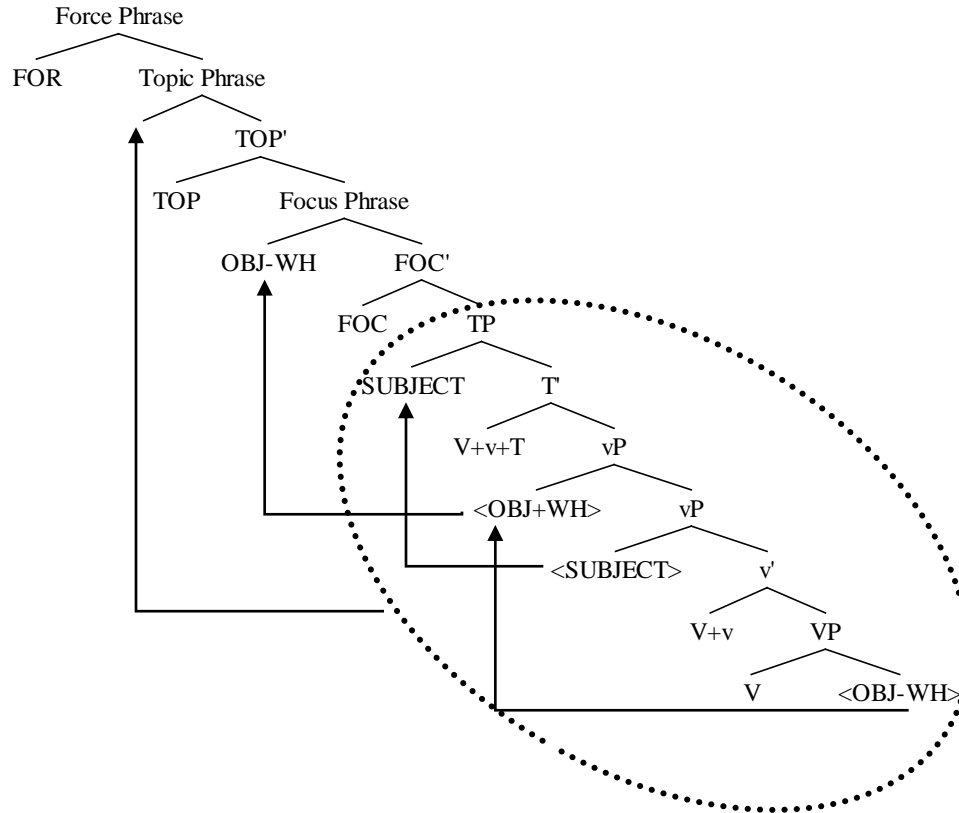 Force Phrase
FOR Topic Phrase
TOP'
TOP Focus Phrase
OBJ-WH FOC'
FOC TP
SUBJECT T'
V+v+T vP
<OBJ+WH> vP
<SUBJECT> v'
V+v VP
V <OBJ-WH>